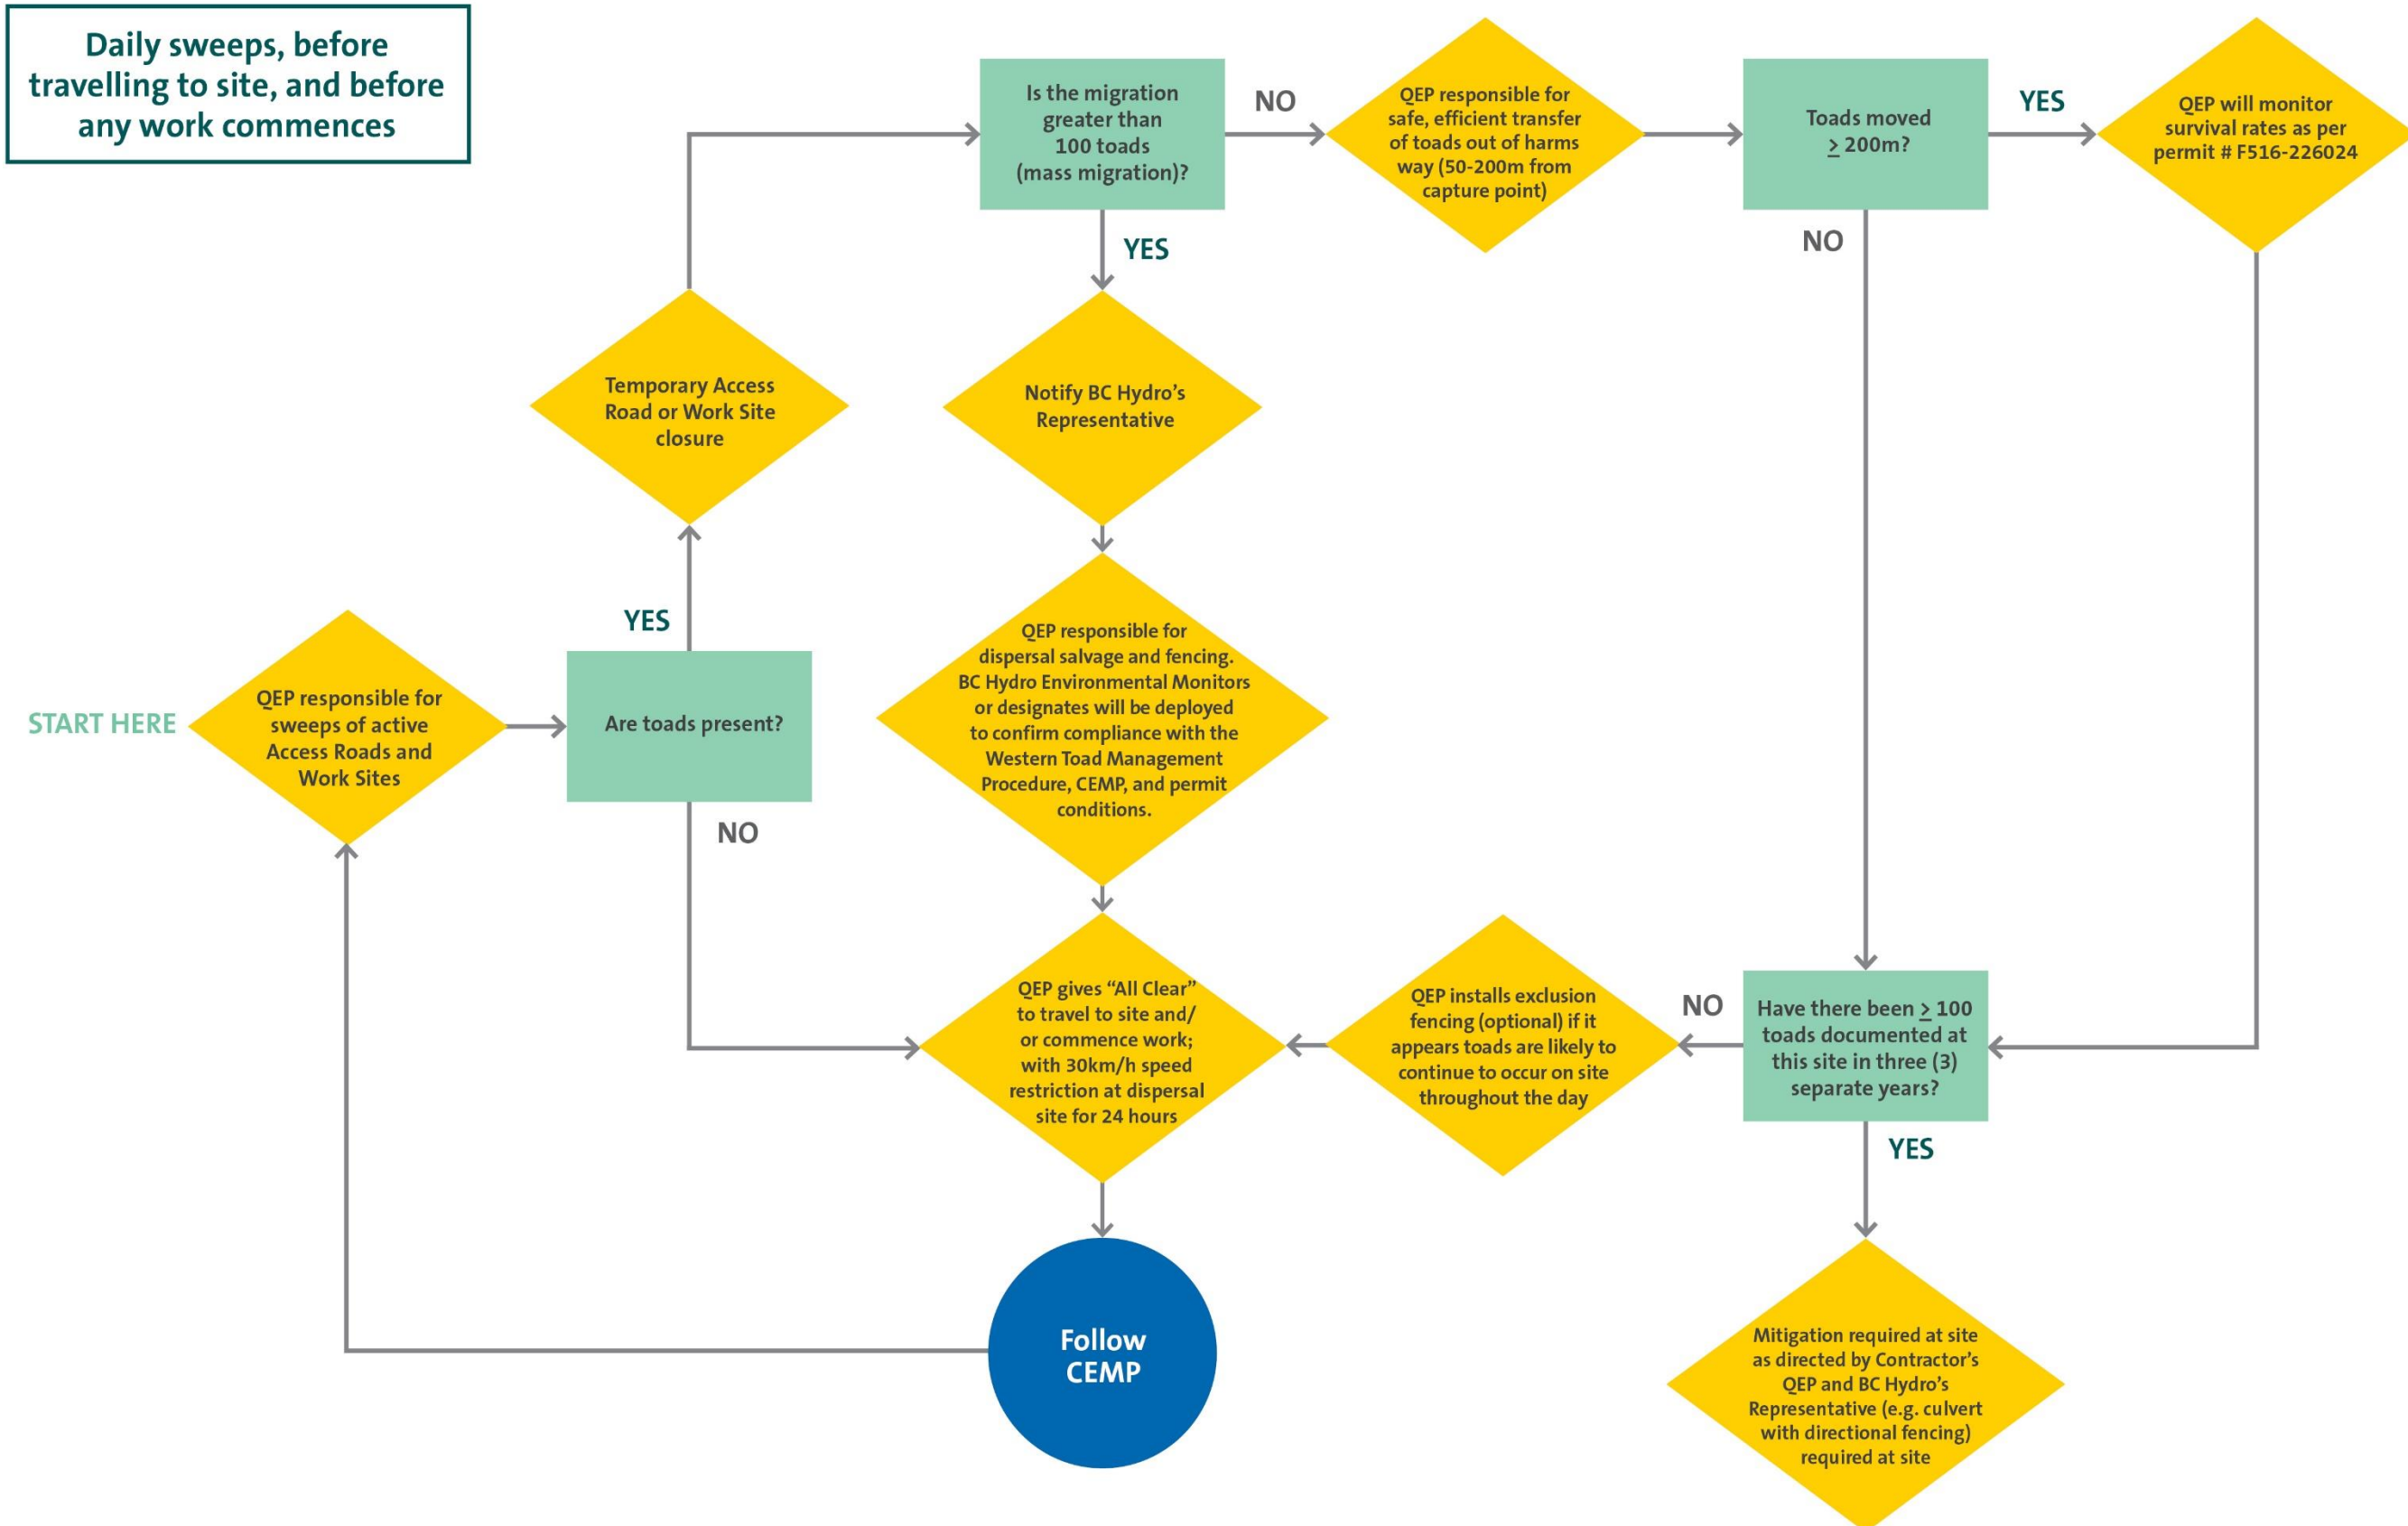 Daily sweeps, before
travelling to site, and before
any work commences
START HERE
QEP responsible for
sweeps of active
Access Roads and
Work Sites
Are toads present?
YES
NO
Temporary Access
Road or Work Site
closure
Is the migration
greater than
100 toads
(mass migration)?
NO
YES
QEP responsible for
safe, efficient transfer
of toads out of harms
way (50-200m from
capture point)
Toads moved
≥ 200m?
YES
NO
QEP will monitor
survival rates as per
permit # F516-226024
Notify BC Hydro’s
Representative
QEP responsible for
dispersal salvage and fencing.
BC Hydro Environmental Monitors
or designates will be deployed
to confirm compliance with the
Western Toad Management
Procedure, CEMP, and permit
conditions.
QEP gives “All Clear”
to travel to site and/
or commence work;
with 30km/h speed
restriction at dispersal
site for 24 hours
QEP installs exclusion
fencing (optional) if it
appears toads are likely to
continue to occur on site
throughout the day
NO
Have there been ≥ 100
toads documented at
this site in three (3)
separate years?
YES
Mitigation required at site
as directed by Contractor’s
QEP and BC Hydro’s
Representative (e.g. culvert
with directional fencing)
required at site
Follow
CEMP